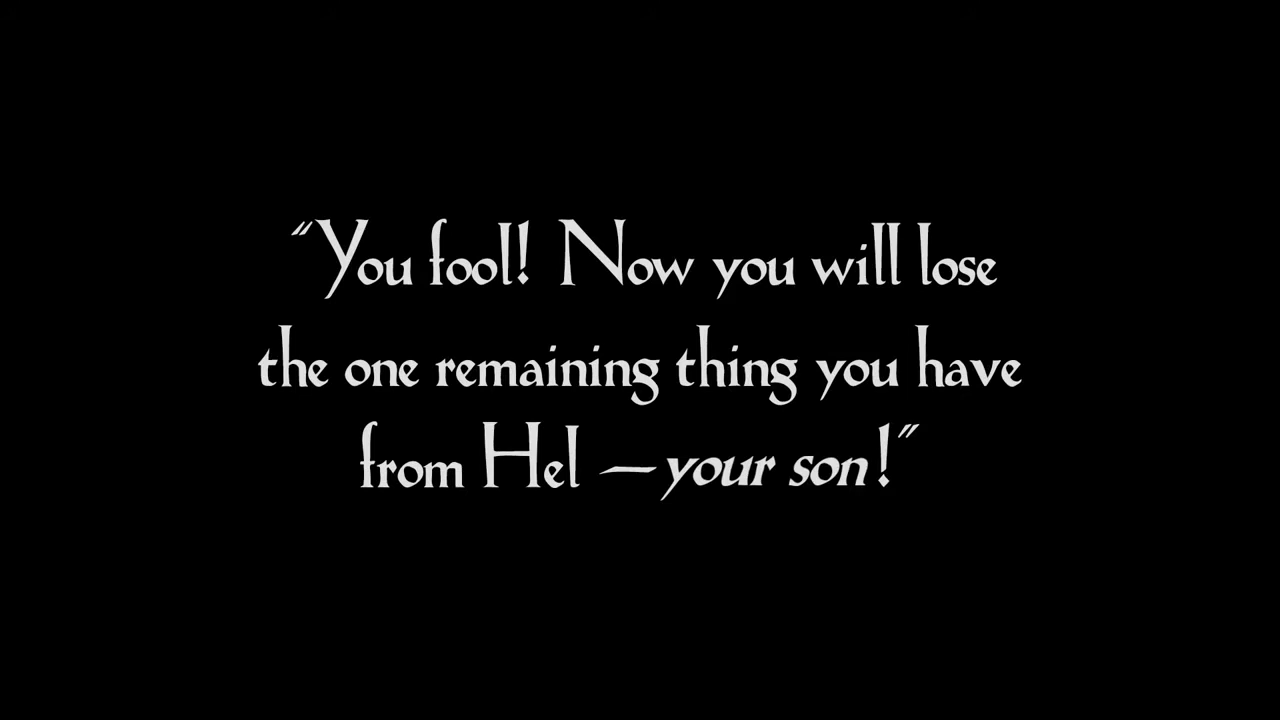 “You fool! Now you will lose
the one remaining thing you have
from Hel — your son!”